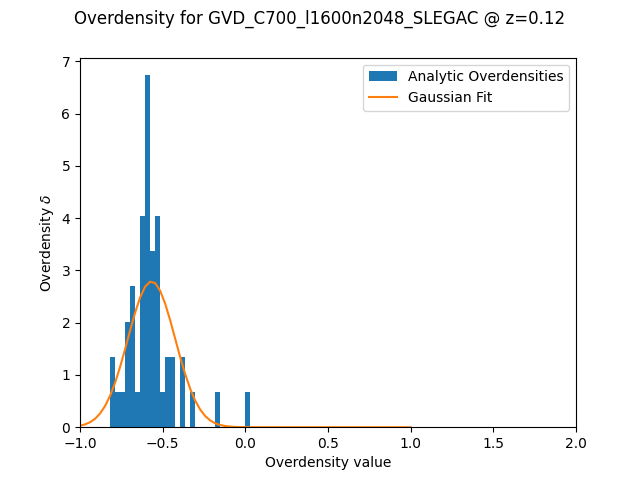 Overdensity for GVD_C700_l1600n2048_SLEGAC @ z=0.12
Analytic Overdensities
Gaussian Fit
Overdensity δ
7
6
5
4
3
2
1
0
−1.0 −0.5 0.0 0.5 1.0 1.5 2.0
Overdensity value